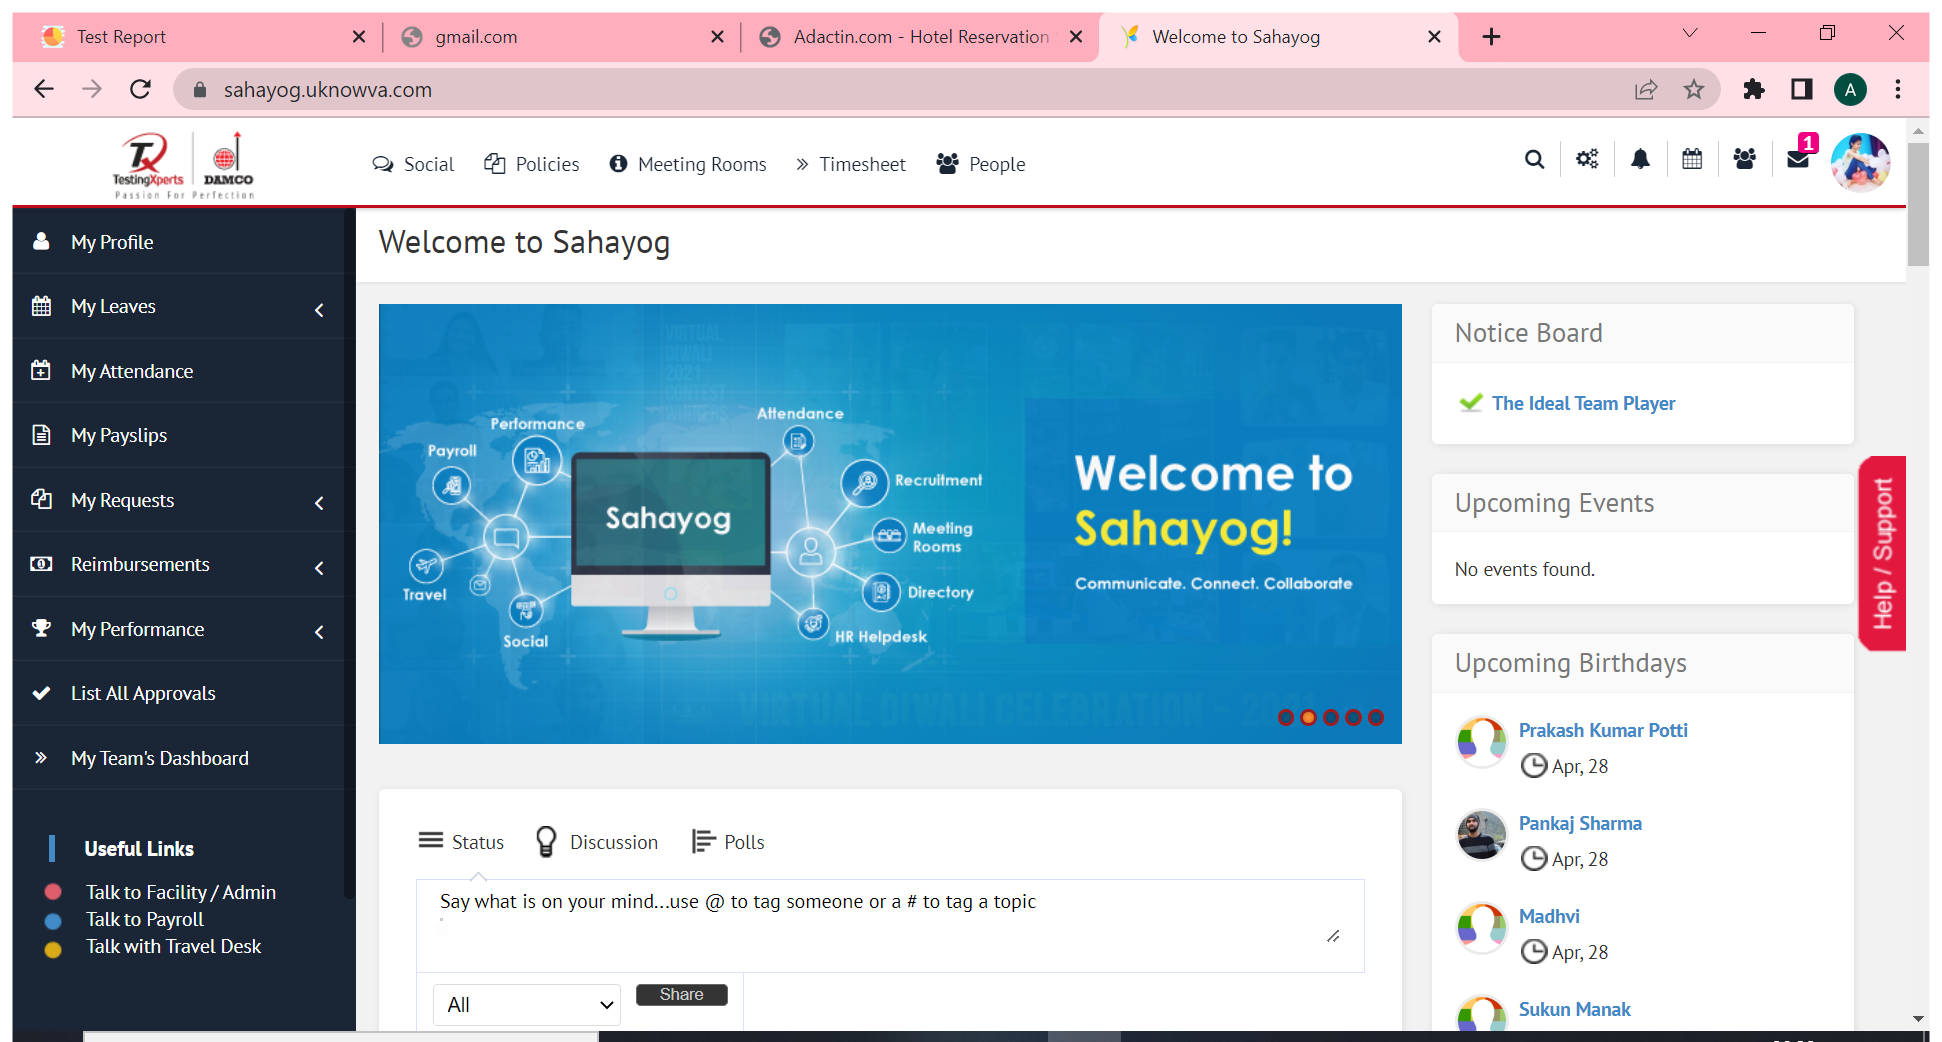 Test Report
gmail.com
Adactin.com - Hotel Reservation
Welcome to Sahayog
sahayog.uknowva.com
A
TestingXperts
DAMCO
Passion For Perfection
Social
Policies
Meeting Rooms
Timesheet
People
1
My Profile
My Leaves
My Attendance
My Payslips
My Requests
Reimbursements
My Performance
List All Approvals
My Team's Dashboard
Useful Links
Talk to Facility / Admin
Talk to Payroll
Talk with Travel Desk
Welcome to Sahayog
VIRTUAL
DIWALI
2021
CONTEST
WINNERS
Payroll
Performance
Travel
Social
Sahayog
Attendance
Recruitment
Meeting
Rooms
Directory
HR Helpdesk
Welcome to
Sahayog!
Communicate. Connect. Collaborate
VIRTUAL DIWALI CELEBRATION - 2021
Status
Discussion
Polls
Say what is on your mind...use @ to tag someone or a # to tag a topic
All
Share
Notice Board
The Ideal Team Player
Upcoming Events
No events found.
Upcoming Birthdays
Prakash Kumar Potti
Apr, 28
Pankaj Sharma
Apr, 28
Madhvi
Apr, 28
Sukun Manak
Help / Support